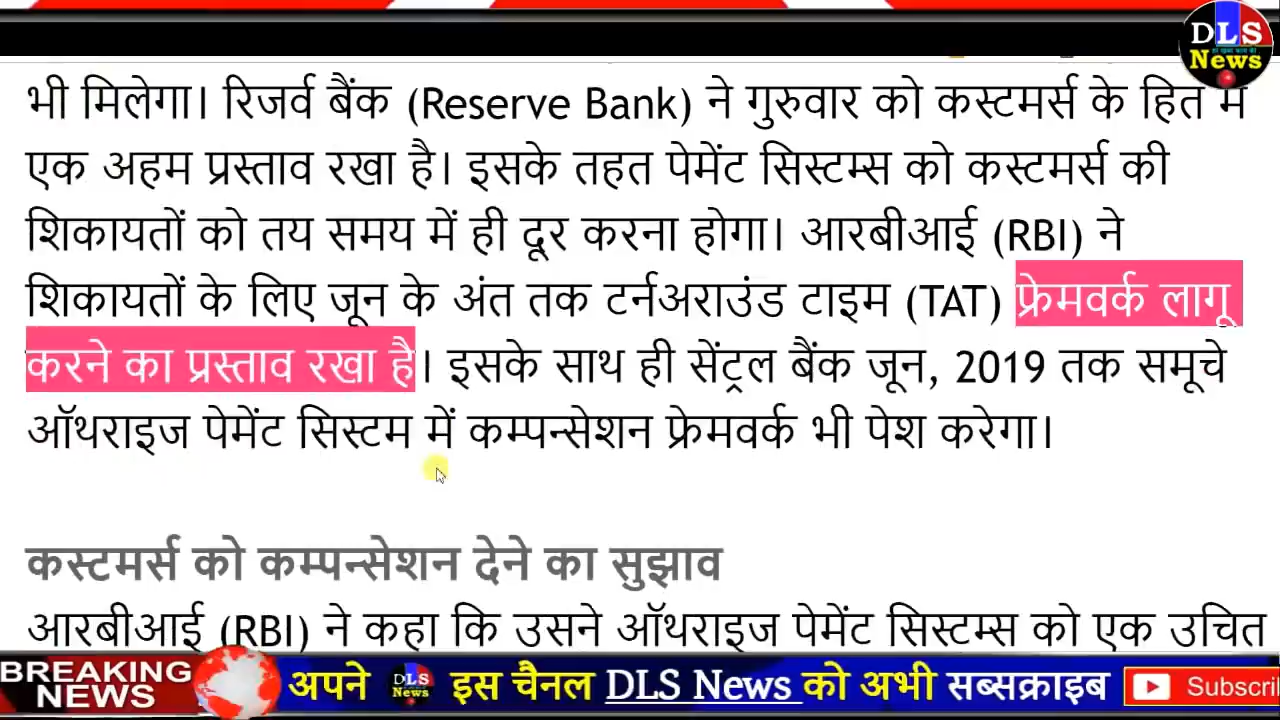 DLS
News
भी मिलेगा। रिजर्व बैंक (Reserve Bank) ने गुरुवार को कस्टमर्स के हित में
एक अहम प्रस्ताव रखा है। इसके तहत पेमेंट सिस्टम्स को कस्टमर्स की
शिकायतों को तय समय में ही दूर करना होगा। आरबीआई (RBI) ने
शिकायतों के लिए जून के अंत तक टर्नअराउंड टाइम (TAT) फ्रेमवर्क लागू
करने का प्रस्ताव रखा है। इसके साथ ही सेंट्रल बैंक जून, 2019 तक समूचे
ऑथराइज पेमेंट सिस्टम में कम्पन्सेशन फ्रेमवर्क भी पेश करेगा।
कस्टमर्स को कम्पन्सेशन देने का सुझाव
आरबीआई (RBI) ने कहा कि उसने ऑथराइज पेमेंट सिस्टम्स को एक उचित
BREAKING
NEWS
अपने DLS News इस चैनल DLS News को अभी सब्सक्राइब Subscri